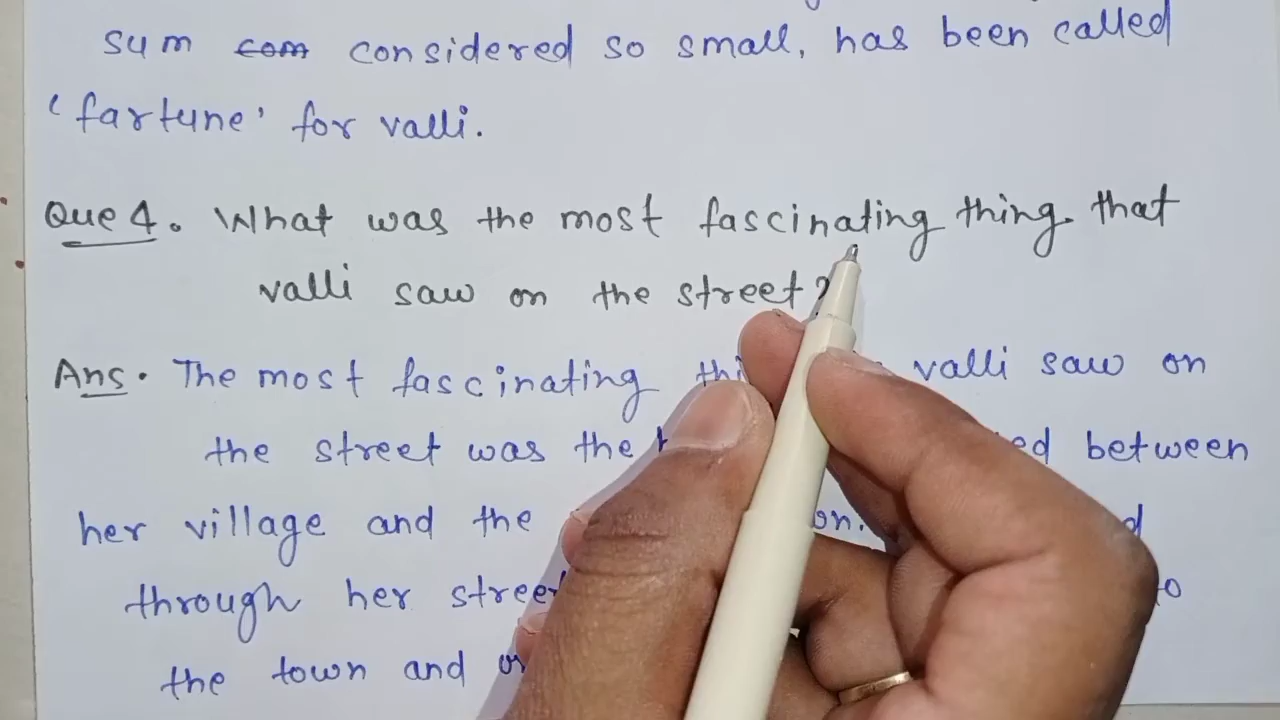 sum com considered so small, has been called
'fartune' for valli.
Que 4. What was the most fascinating thing that
valli saw on the street?
Ans. The most fascinating valli saw on
the street was the between
her village and the
through her street
the town and